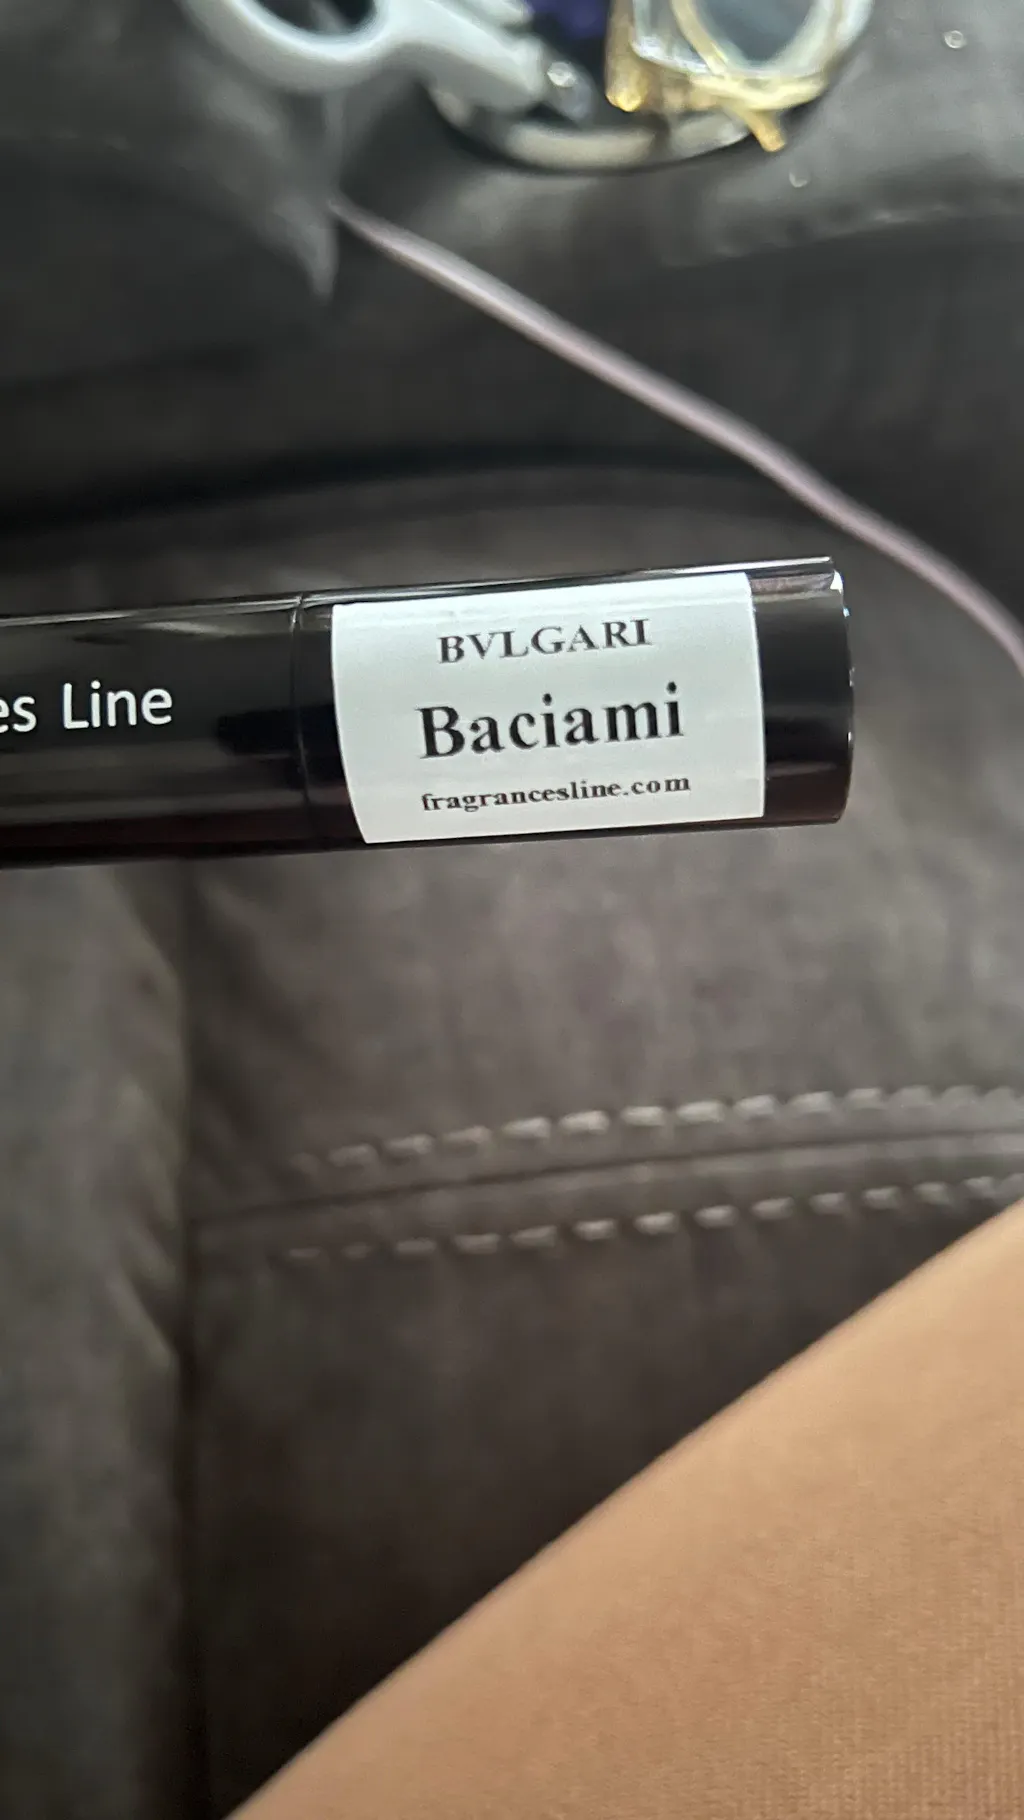 es Line
BVLGARI
Baciami
fragrancesline.com